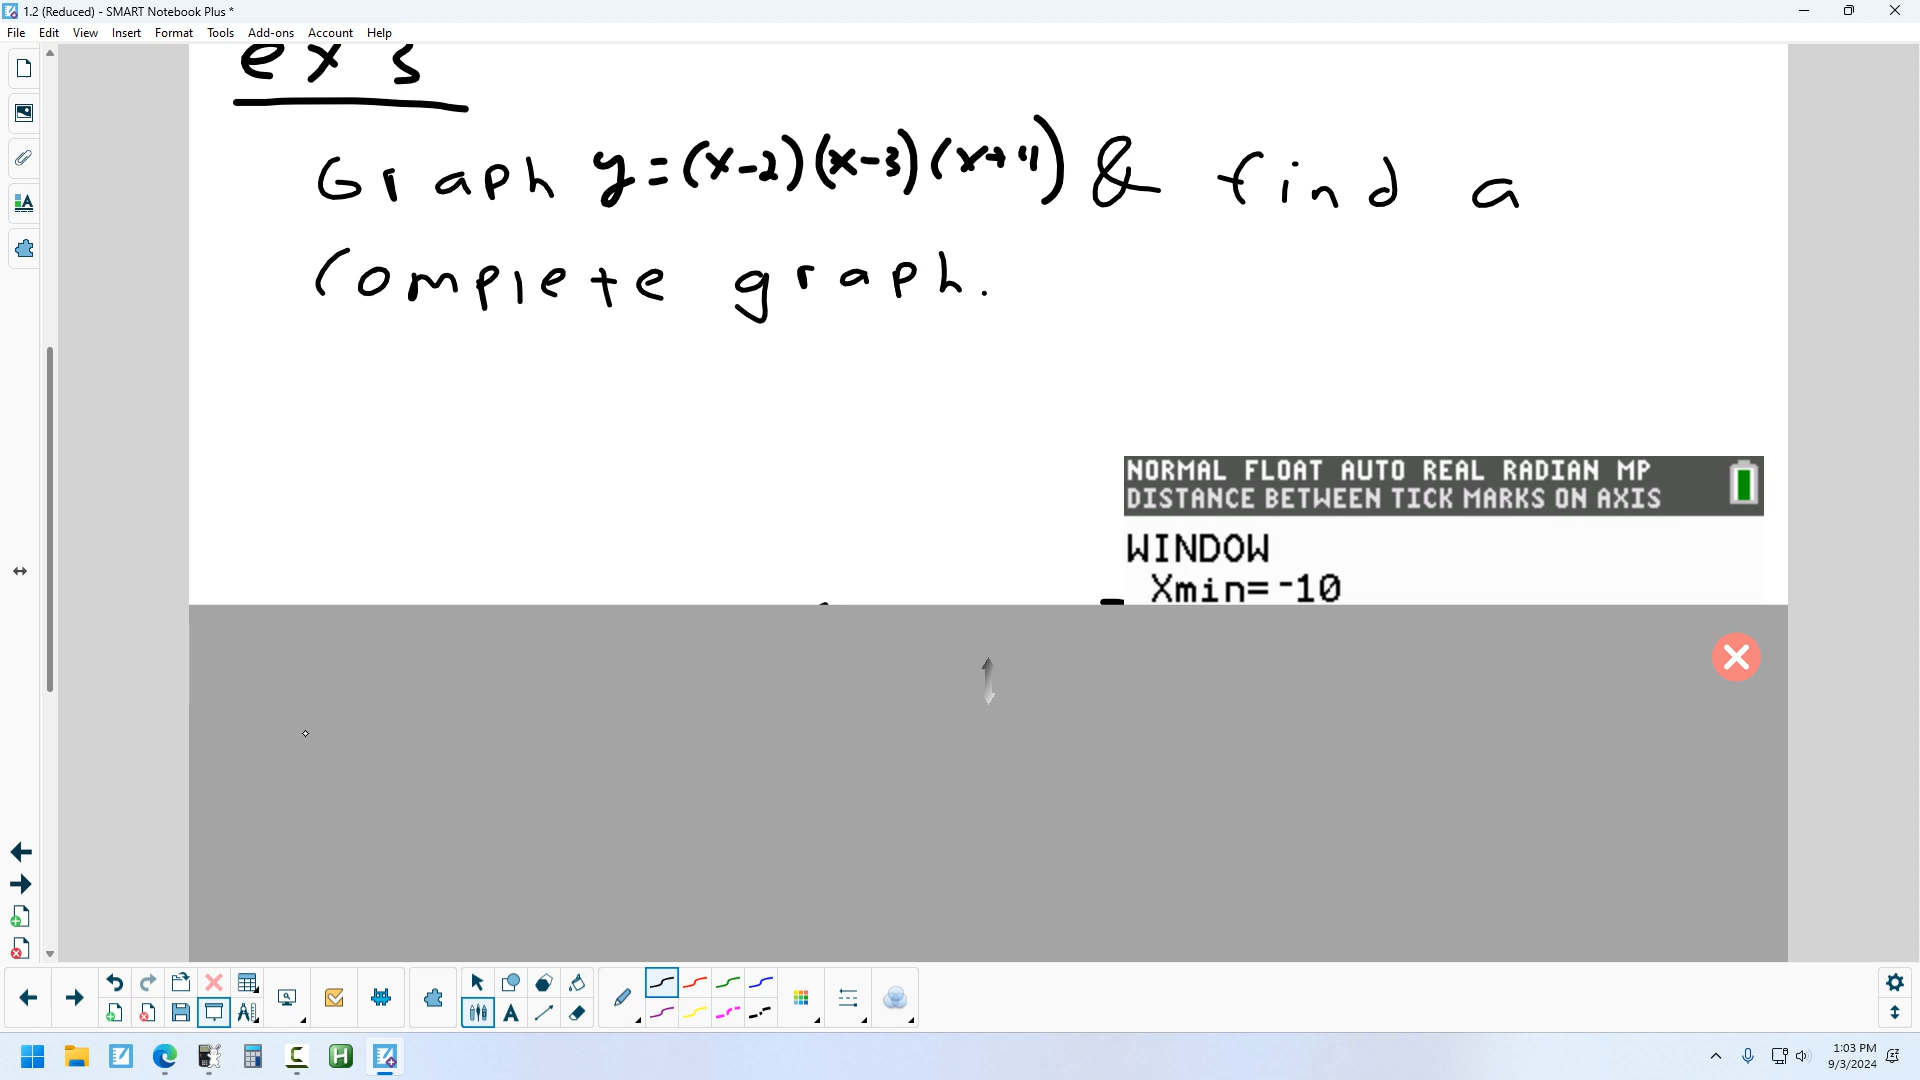 1.2 (Reduced) - SMART Notebook Plus *
File Edit View Insert Format Tools Add-ons Account Help
ex's
Graph y=(x-2)(x-3)(x+4) & find a
complete graph.
NORMAL FLOAT AUTO REAL RADIAN MP
DISTANCE BETWEEN TICK MARKS ON AXIS
WINDOW
Xmin=-10
1:03 PM
9/3/2024